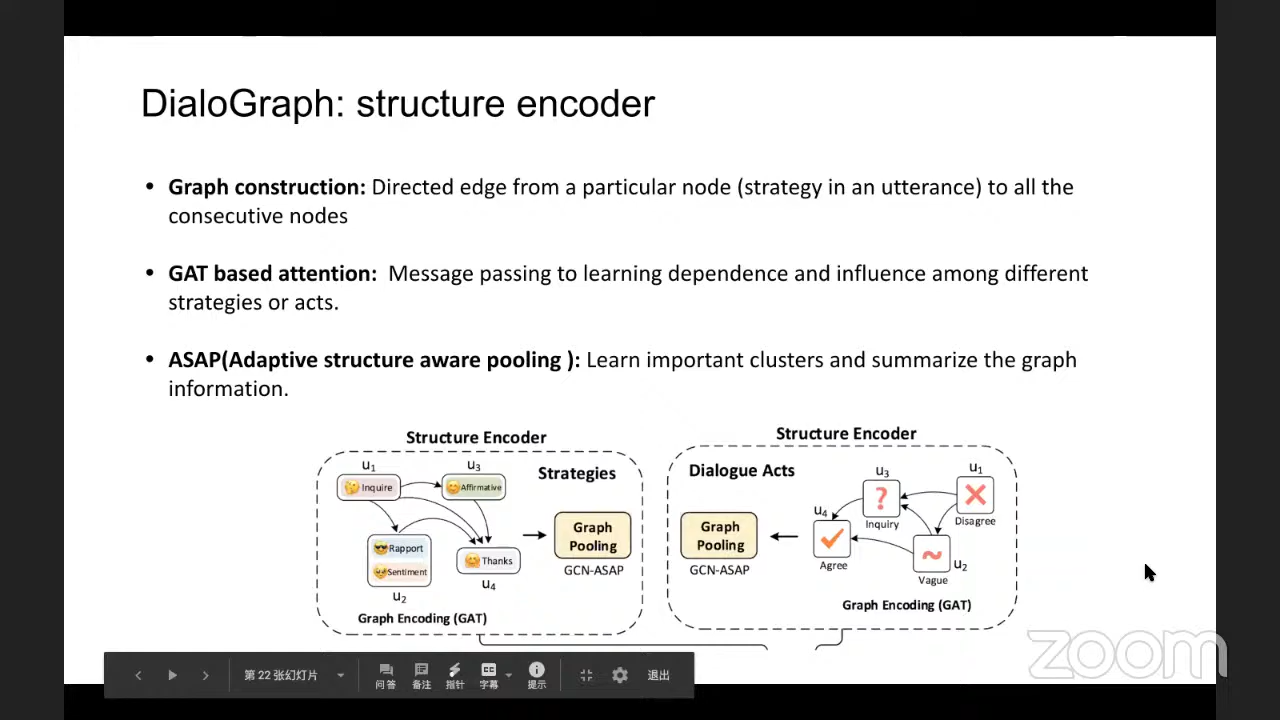 DialoGraph: structure encoder
• Graph construction: Directed edge from a particular node (strategy in an utterance) to all the
consecutive nodes
• GAT based attention: Message passing to learning dependence and influence among different
strategies or acts.
• ASAP(Adaptive structure aware pooling ): Learn important clusters and summarize the graph
information.
Structure Encoder
Strategies
u1
Inquire
u3
Affirmative
Rapport
Sentiment
u2
Thanks
u4
Graph
Pooling
GCN-ASAP
Graph Encoding (GAT)
Structure Encoder
Dialogue Acts
Graph
Pooling
GCN-ASAP
u4
Agree
u3
?
Inquiry
u1
Disagree
~
Vague
u2
Graph Encoding (GAT)
第 22 张幻灯片
问答
备注
指针
CC
字幕
提示
退出
zoom